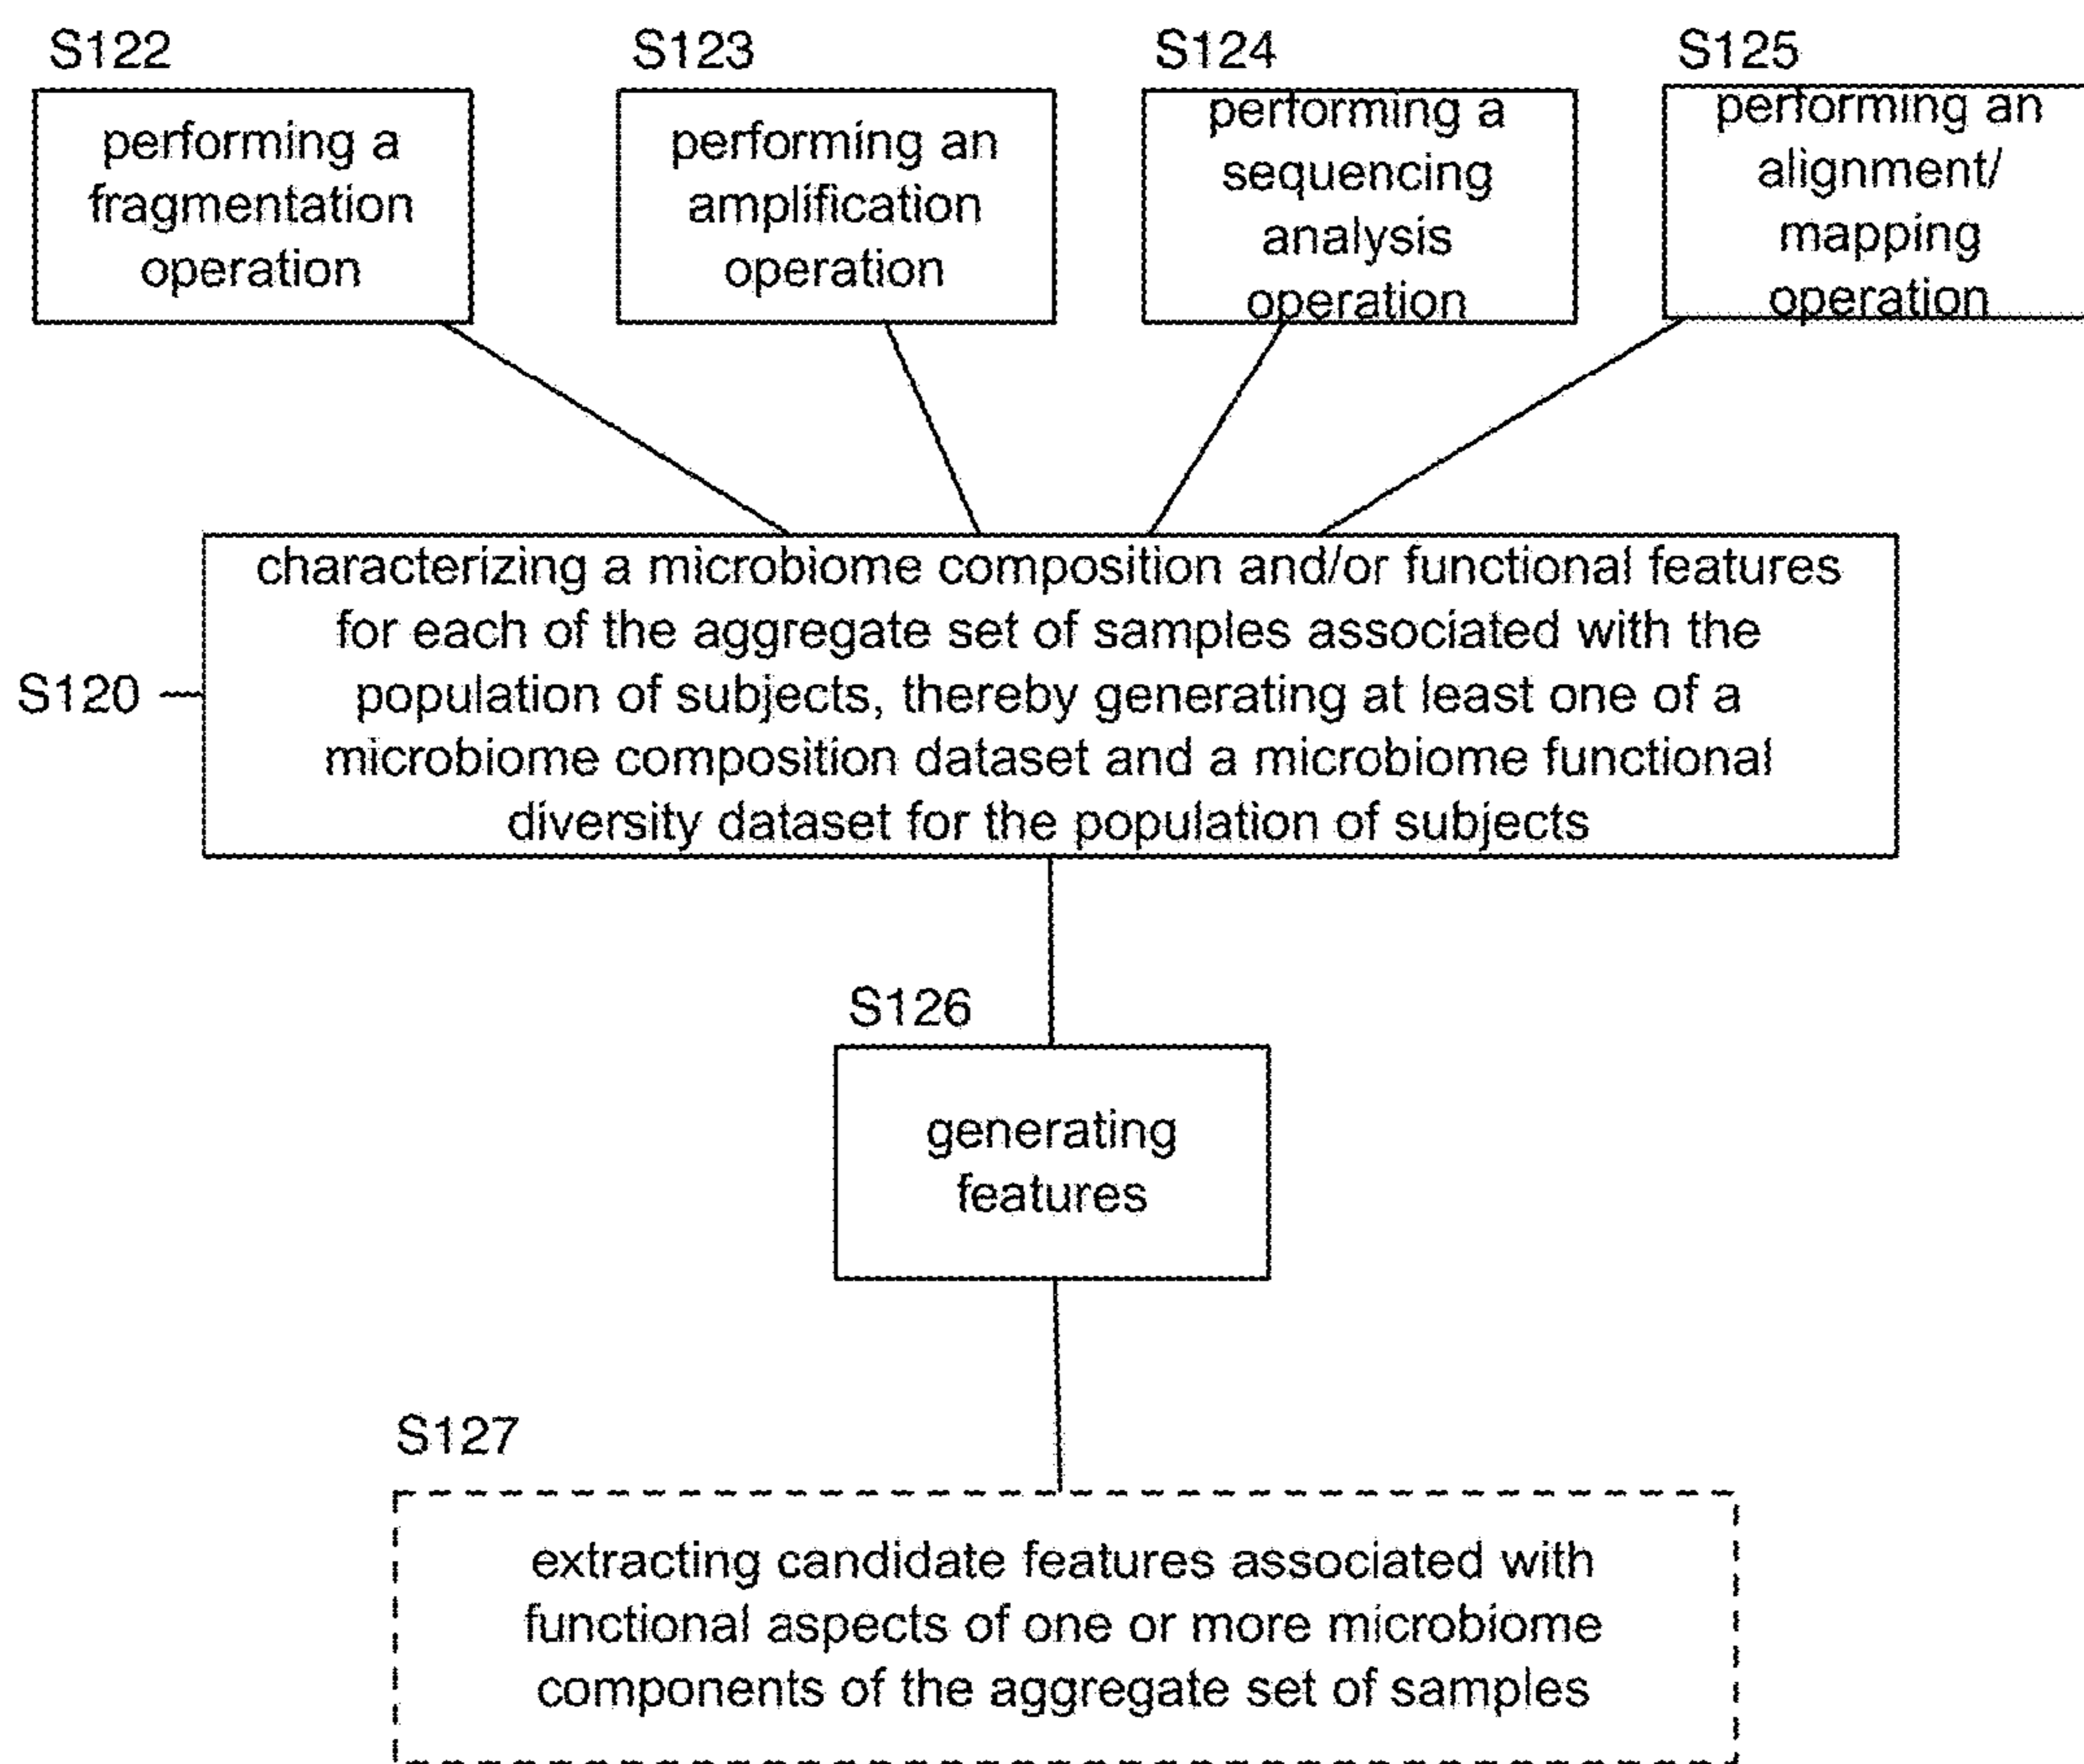 S122
performing a
fragmentation
operation
S123
performing an
amplification
operation
S124
performing a
sequencing
analysis
operation
S125
performing an
alignment/
mapping
operation
S120
characterizing a microbiome composition and/or functional features
for each of the aggregate set of samples associated with the
population of subjects, thereby generating at least one of a
microbiome composition dataset and a microbiome functional
diversity dataset for the population of subjects
S126
generating
features
S127
extracting candidate features associated with
functional aspects of one or more microbiome
components of the aggregate set of samples